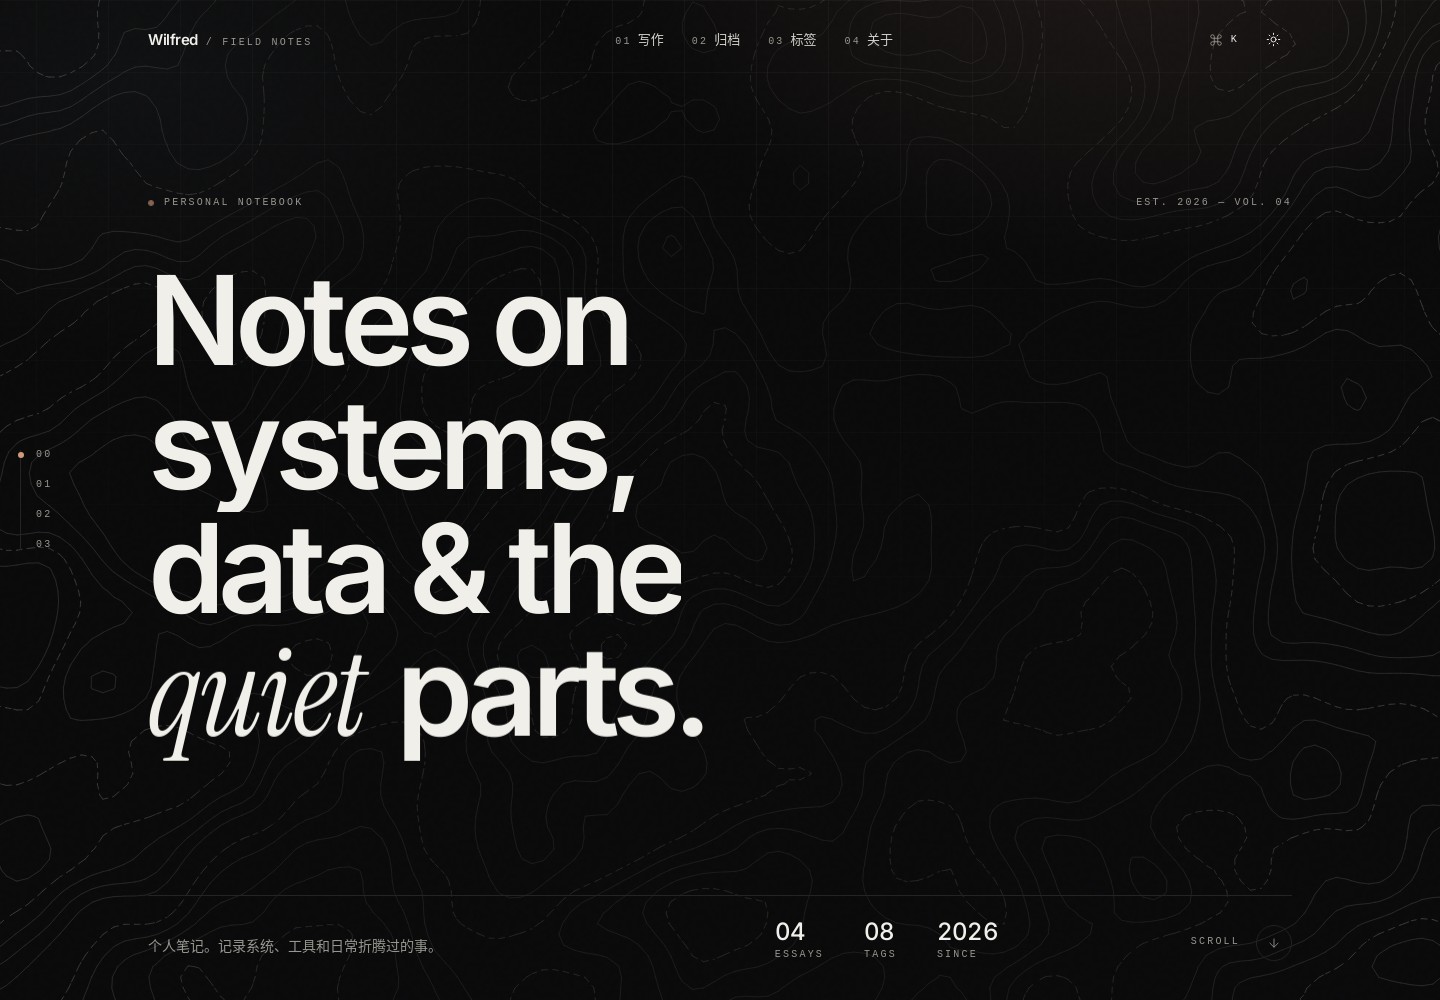 Wilfred / FIELD NOTES
01 写作 02 归档 03 标签 04 关于
⌘ K
PERSONAL NOTEBOOK
EST. 2026 — VOL. 04
Notes on
systems,
data & the
quiet parts.
00
01
02
03
个人笔记。记录系统、工具和日常折腾过的事。
04 ESSAYS
08 TAGS
2026 SINCE
SCROLL ↓